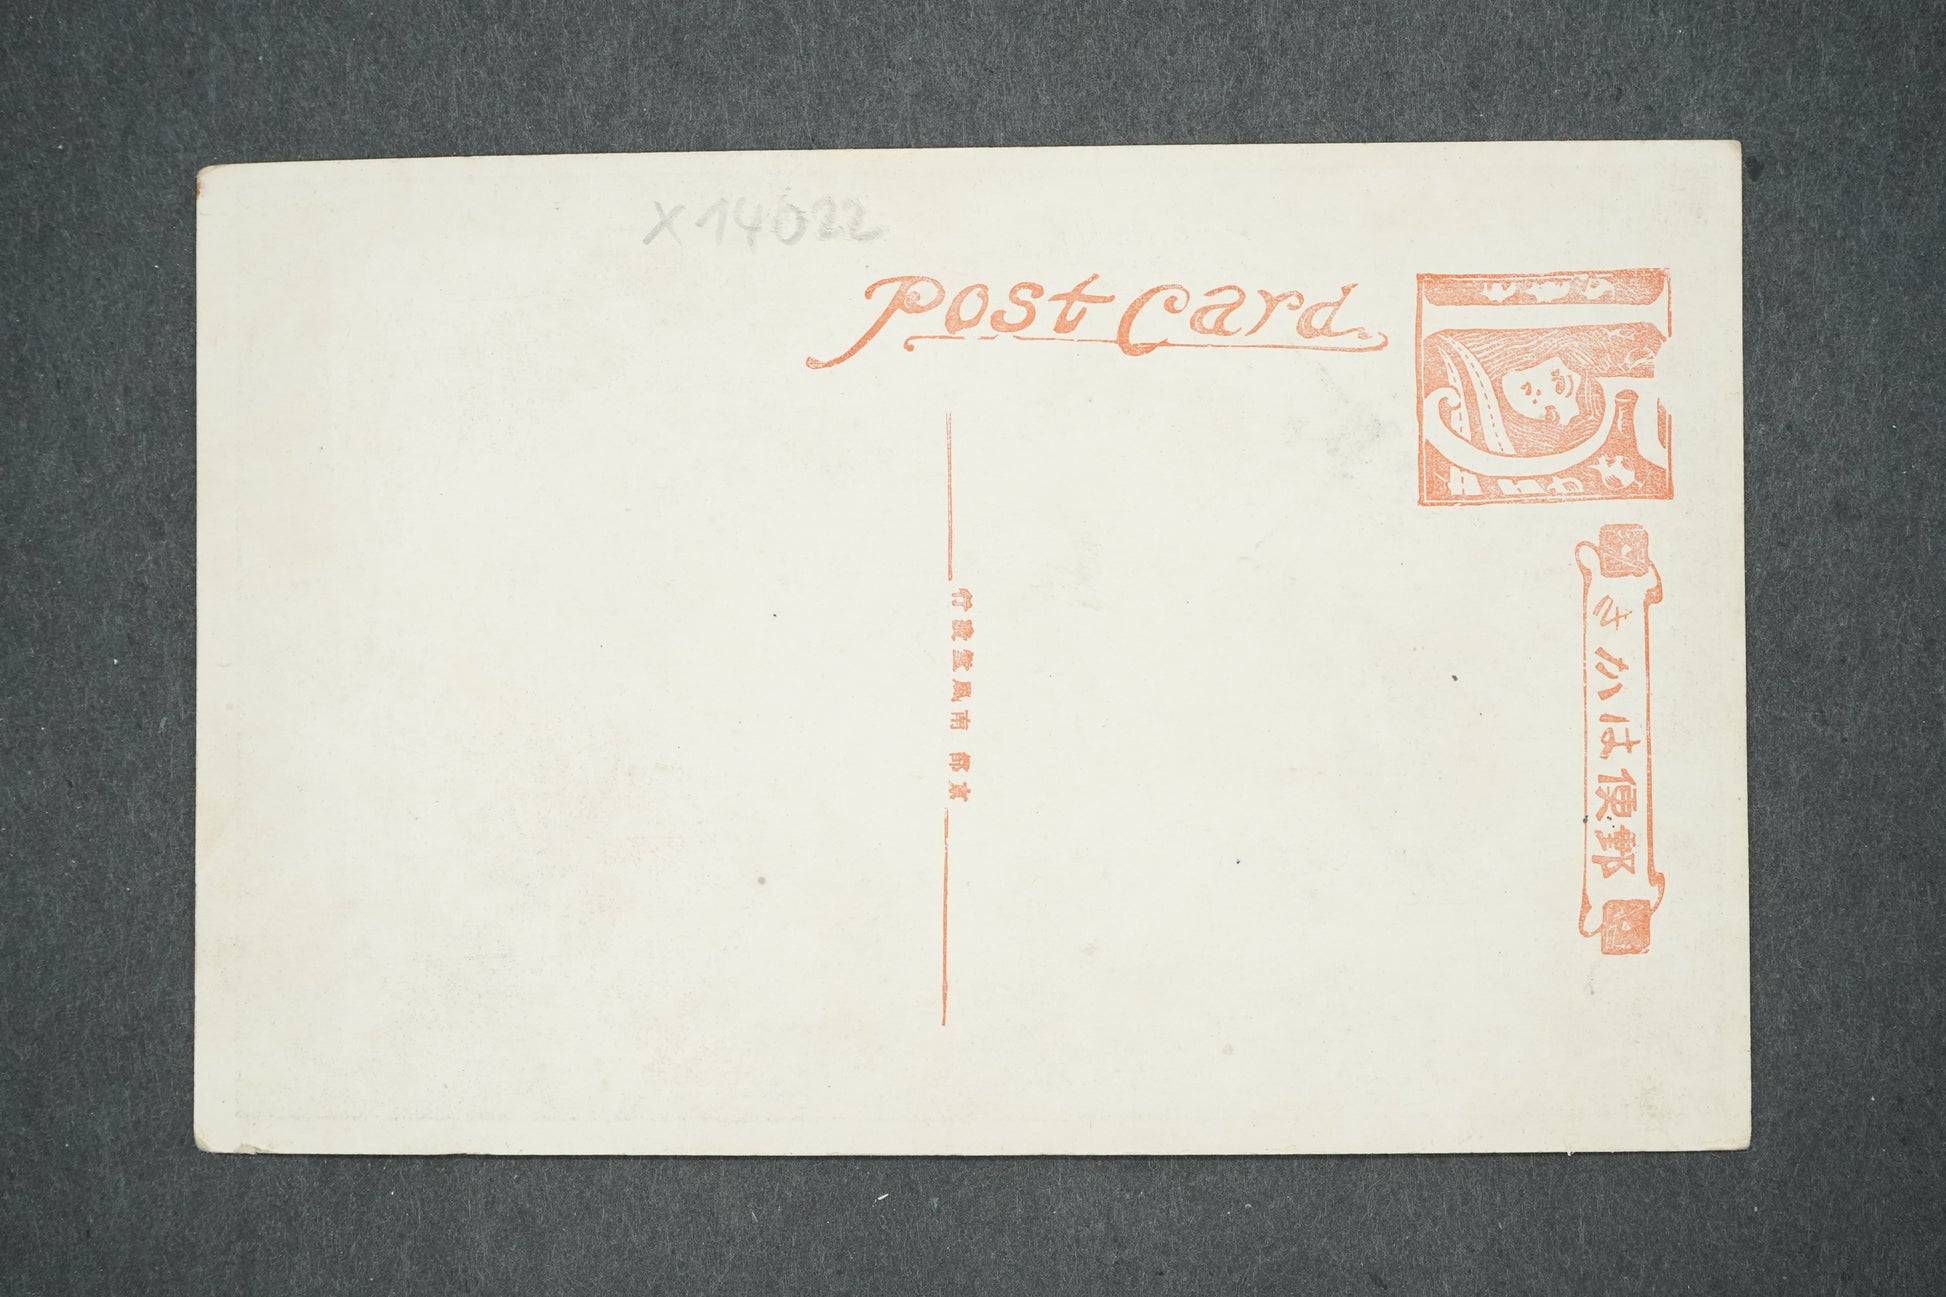 X14022
Post Card
郵便はかき
京都 南風堂發行